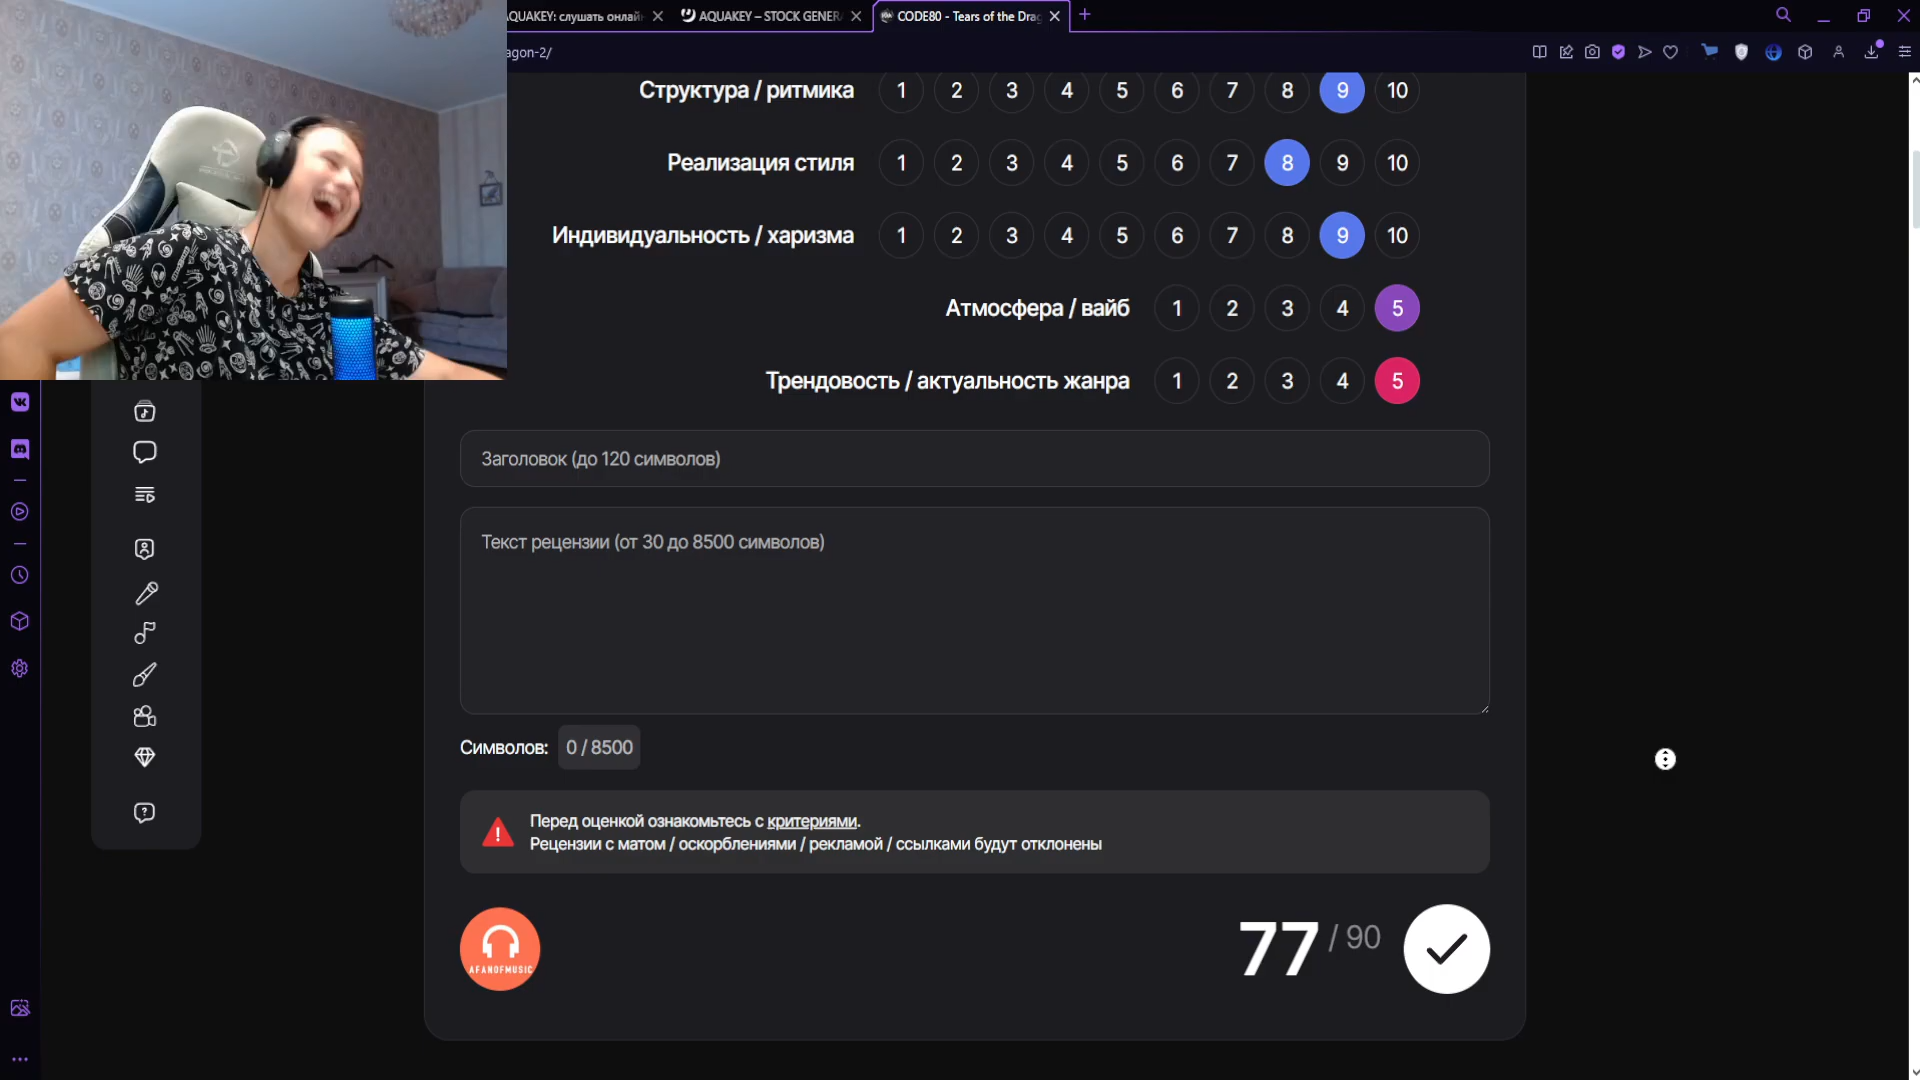 AQUAKEY: слушать онлай
AQUAKEY – STOCK GENER
CODE80 - Tears of the Drag
agon-2/
Структура / ритмика 1 2 3 4 5 6 7 8 9 10
Реализация стиля 1 2 3 4 5 6 7 8 9 10
Индивидуальность / харизма 1 2 3 4 5 6 7 8 9 10
Атмосфера / вайб 1 2 3 4 5
Трендовость / актуальность жанра 1 2 3 4 5
Заголовок (до 120 символов)
Текст рецензии (от 30 до 8500 символов)
Символов: 0 / 8500
Перед оценкой ознакомьтесь с критериями.
Рецензии с матом / оскорблениями / рекламой / ссылками будут отклонены
AFANOFMUSIC
77 / 90